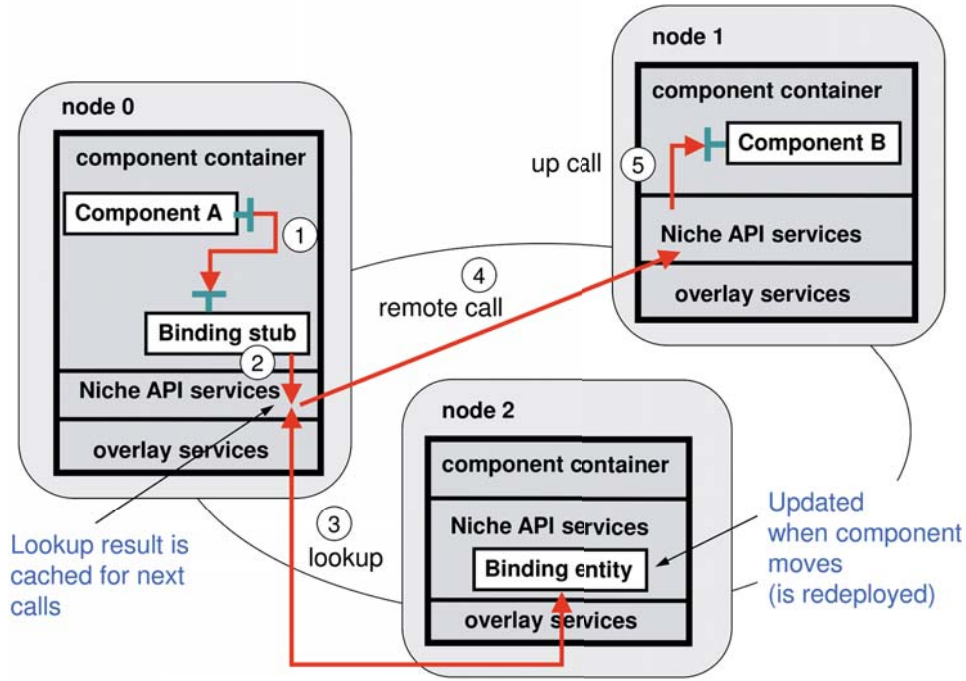 node 0
component container
Component A
1
Binding stub
2
Niche API services
overlay services
Lookup result is
cached for next
calls
3
lookup
4
remote call
node 1
component container
Component B
up call
5
Niche API services
overlay services
node 2
component container
Niche API services
Binding entity
overlay services
Updated
when component
moves
(is redeployed)